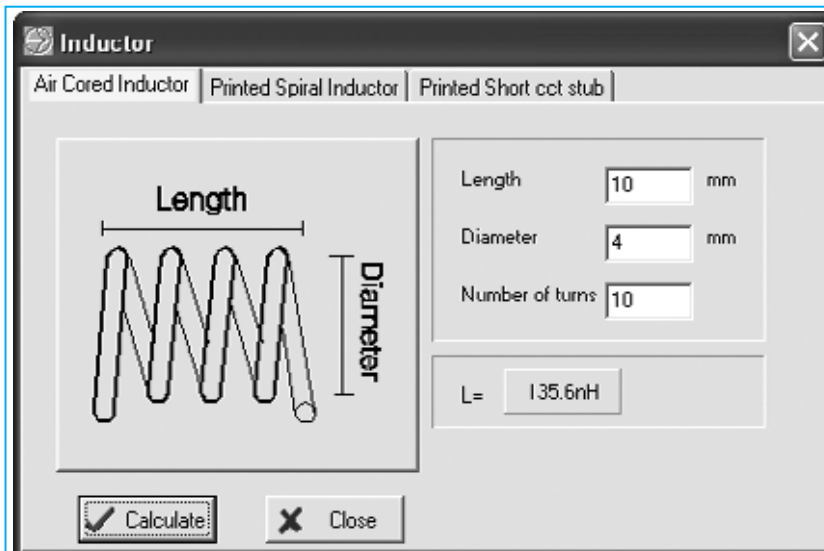 Inductor
Air Cored Inductor
Printed Spiral Inductor
Printed Short cct stub
Length
Diameter
Length 10 mm
Diameter 4 mm
Number of turns 10
L= 135.6nH
Calculate
Close